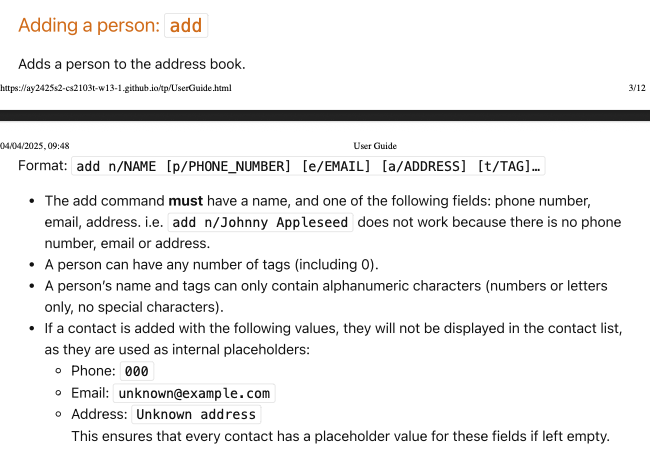 Adding a person: add
Adds a person to the address book.
https://ay2425s2-cs2103t-w13-1.github.io/tp/UserGuide.html 3/12
04/04/2025, 09:48 User Guide
Format: add n/NAME [p/PHONE_NUMBER] [e/EMAIL] [a/ADDRESS] [t/TAG]…
• The add command must have a name, and one of the following fields: phone number,
email, address. i.e. add n/Johnny Appleseed does not work because there is no phone
number, email or address.
• A person can have any number of tags (including 0).
• A person’s name and tags can only contain alphanumeric characters (numbers or letters
only, no special characters).
• If a contact is added with the following values, they will not be displayed in the contact list,
as they are used as internal placeholders:
◦ Phone: 000
◦ Email: unknown@example.com
◦ Address: Unknown address
This ensures that every contact has a placeholder value for these fields if left empty.